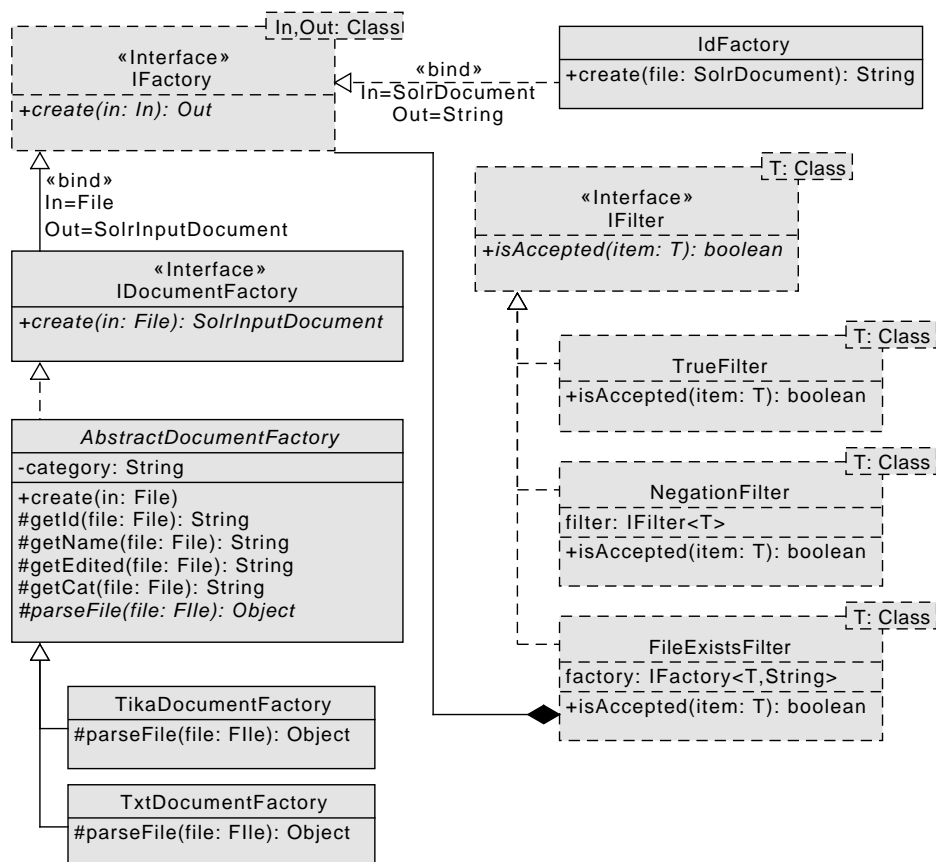 In,Out: Class
«Interface»
IFactory
+create(in: In): Out
«bind»
In=SolrDocument
Out=String
IdFactory
+create(file: SolrDocument): String
«bind»
In=File
Out=SolrInputDocument
T: Class
«Interface»
IFilter
+isAccepted(item: T): boolean
«Interface»
IDocumentFactory
+create(in: File): SolrInputDocument
T: Class
TrueFilter
+isAccepted(item: T): boolean
AbstractDocumentFactory
-category: String
+create(in: File)
#getId(file: File): String
#getName(file: File): String
#getEdited(file: File): String
#getCat(file: File): String
#parseFile(file: FIle): Object
T: Class
NegationFilter
filter: IFilter<T>
+isAccepted(item: T): boolean
T: Class
FileExistsFilter
factory: IFactory<T,String>
+isAccepted(item: T): boolean
TikaDocumentFactory
#parseFile(file: FIle): Object
TxtDocumentFactory
#parseFile(file: FIle): Object